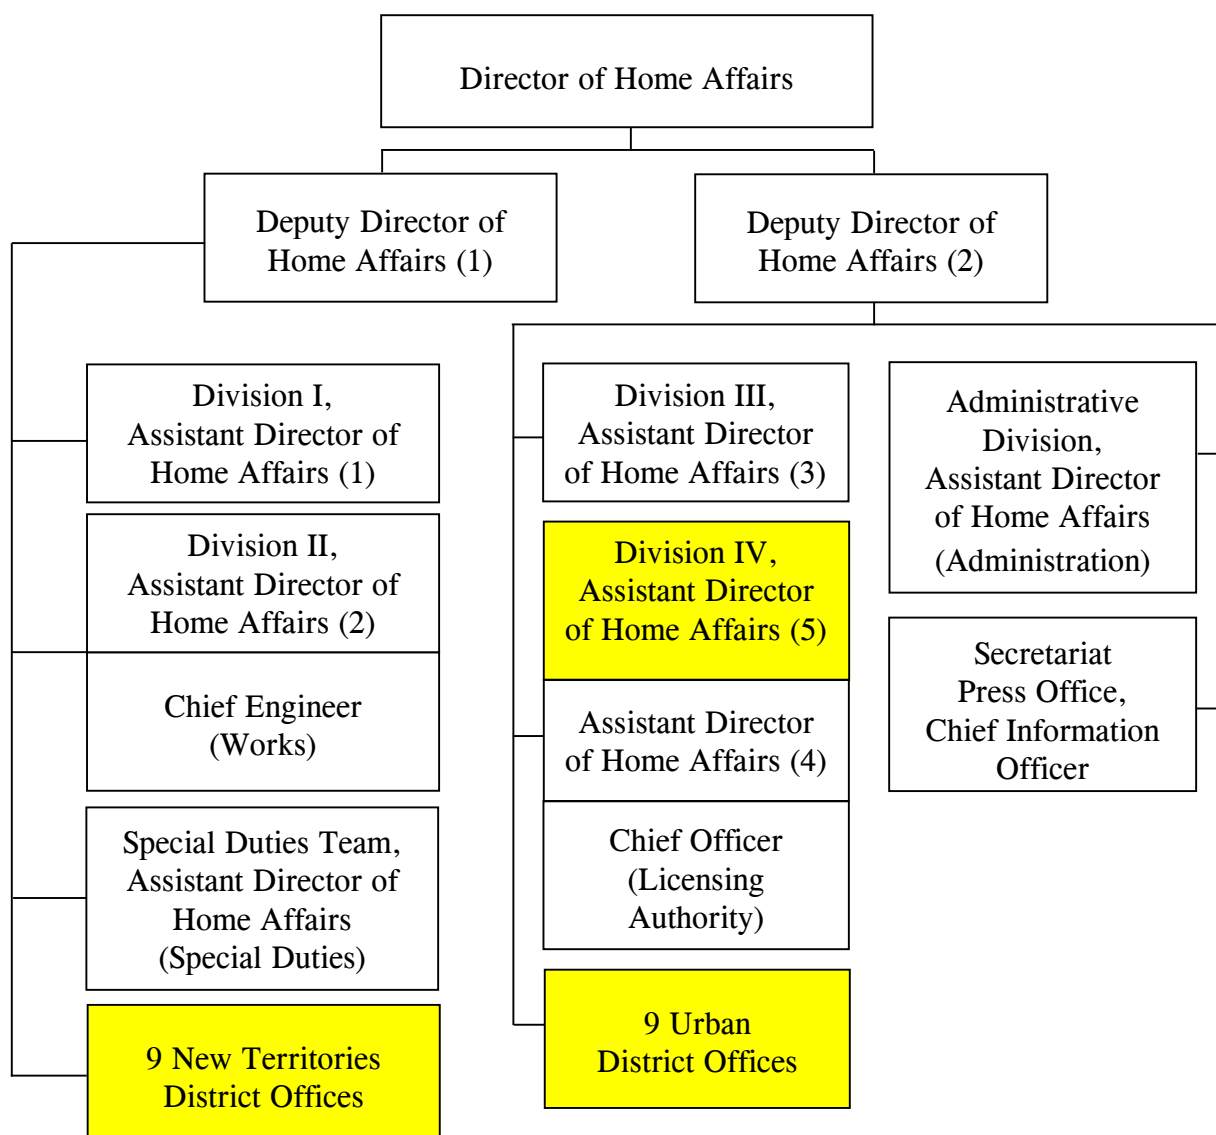 Director of Home Affairs
Deputy Director of
Home Affairs (1)
Deputy Director of
Home Affairs (2)
Division I,
Assistant Director of
Home Affairs (1)
Division II,
Assistant Director of
Home Affairs (2)
Chief Engineer
(Works)
Special Duties Team,
Assistant Director of
Home Affairs
(Special Duties)
9 New Territories
District Offices
Division III,
Assistant Director
of Home Affairs (3)
Division IV,
Assistant Director
of Home Affairs (5)
Assistant Director
of Home Affairs (4)
Chief Officer
(Licensing
Authority)
9 Urban
District Offices
Administrative
Division,
Assistant Director
of Home Affairs
(Administration)
Secretariat
Press Office,
Chief Information
Officer